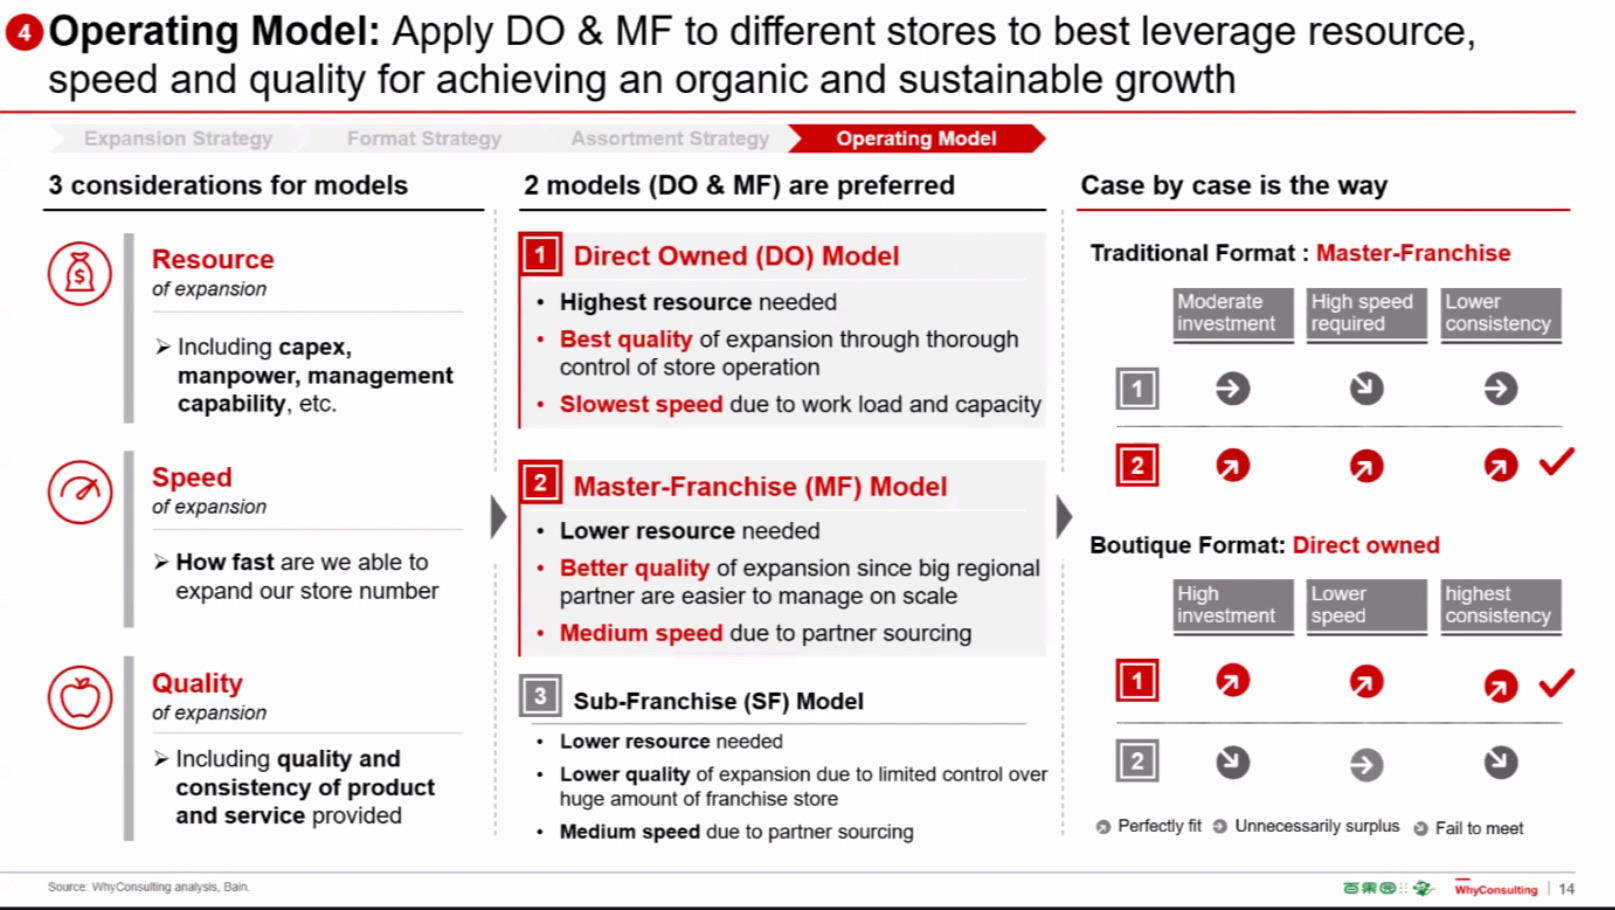 4 Operating Model: Apply DO & MF to different stores to best leverage resource,
speed and quality for achieving an organic and sustainable growth
Expansion Strategy
Format Strategy
Assortment Strategy
Operating Model
3 considerations for models
Resource
of expansion
Including capex,
manpower, management
capability, etc.
Speed
of expansion
How fast are we able to
expand our store number
Quality
of expansion
Including quality and
consistency of product
and service provided
2 models (DO & MF) are preferred
1 Direct Owned (DO) Model
• Highest resource needed
• Best quality of expansion through thorough
control of store operation
• Slowest speed due to work load and capacity
2 Master-Franchise (MF) Model
• Lower resource needed
• Better quality of expansion since big regional
partner are easier to manage on scale
• Medium speed due to partner sourcing
3 Sub-Franchise (SF) Model
• Lower resource needed
• Lower quality of expansion due to limited control over
huge amount of franchise store
• Medium speed due to partner sourcing
Case by case is the way
Traditional Format : Master-Franchise
Moderate
investment
High speed
required
Lower
consistency
1
2
Boutique Format: Direct owned
High
investment
Lower
speed
highest
consistency
1
2
Perfectly fit
Unnecessarily surplus
Fail to meet
Source: WhyConsulting analysis, Bain.
百果园
WhyConsulting
14